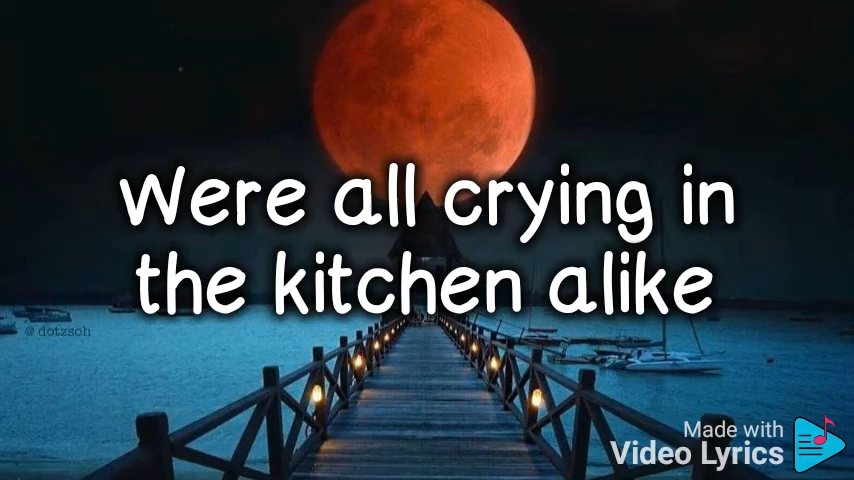 Were all crying in
the kitchen alike
@dotzsoh
Made with
Video Lyrics